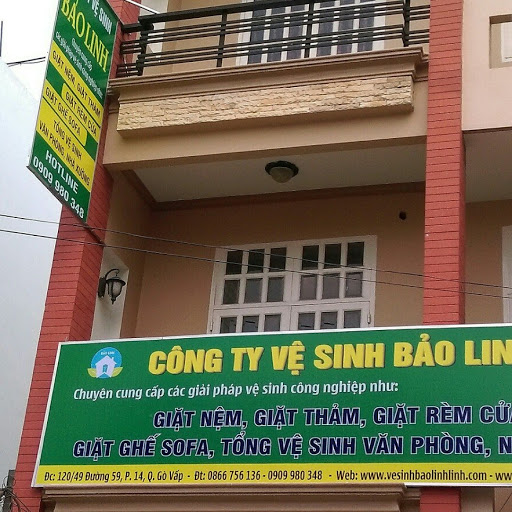 VỆ SINH
BẢO LINH
GIẶT NỆM, GIẶT THẢM,
GIẶT RÈM CỬA
GIẶT GHẾ SOFA,
TỔNG VỆ SINH
VĂN PHÒNG, NHÀ XƯỞNG
HOTLINE
0909 980 348
CÔNG TY VỆ SINH BẢO LIN
Chuyên cung cấp các giải pháp vệ sinh công nghiệp như:
GIẶT NỆM, GIẶT THẢM, GIẶT RÈM CỬA
GIẶT GHẾ SOFA, TỔNG VỆ SINH VĂN PHÒNG, N
Đc: 120/49 Đường 59, P. 14, Q. Gò Vấp - Đt: 0866 756 136 - 0909 980 348 - Web: www.vesinhbaolinhlinh.com -